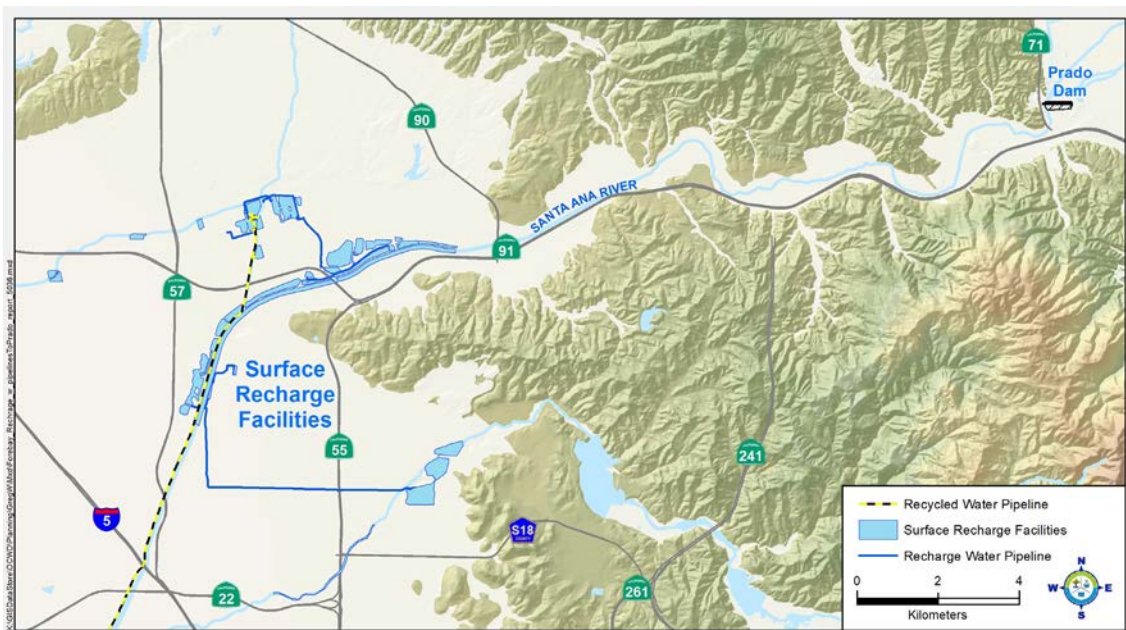 71
Prado
Dam
90
SANTA ANA RIVER
91
57
Surface
Recharge
Facilities
55
241
5
S18
COUNTY
22
261
Recycled Water Pipeline
Surface Recharge Facilities
Recharge Water Pipeline
0 2 4
Kilometers
N
W E
S